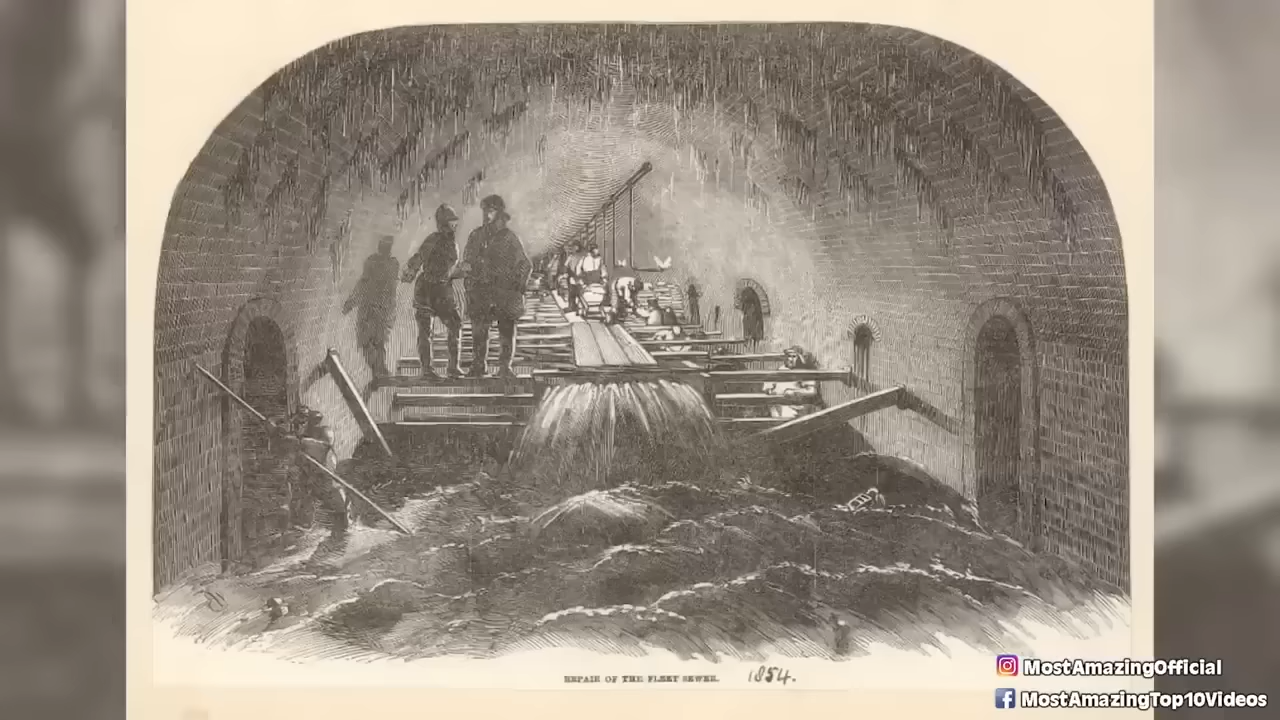 REPAIR OF THE FLEET SEWER. 1854.
MostAmazingOfficial
MostAmazingTop10Videos